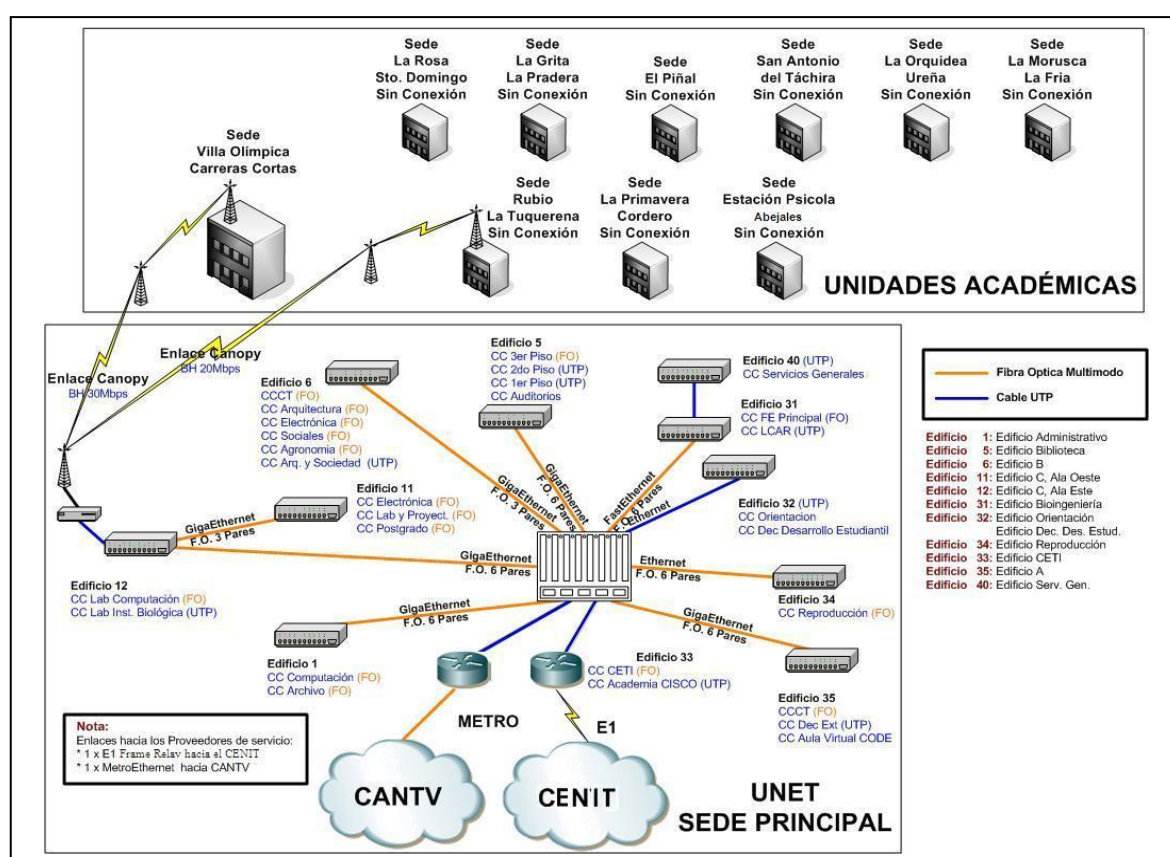 Sede
La Rosa
Sto. Domingo
Sin Conexión
Sede
La Grita
La Pradera
Sin Conexión
Sede
El Piñal
Sin Conexión
Sede
San Antonio
del Táchira
Sin Conexión
Sede
La Orquidea
Ureña
Sin Conexión
Sede
La Morusca
La Fria
Sin Conexión
Sede
Villa Olímpica
Carreras Cortas
Sede
Rubio
La Tuquerena
Sin Conexión
Sede
La Primavera
Cordero
Sin Conexión
Sede
Estación Psicola
Abejales
Sin Conexión
UNIDADES ACADÉMICAS
Enlace Canopy
BH 30Mbps
Enlace Canopy
BH 20Mbps
Edificio 6
CCCT (FO)
CC Arquitectura (FO)
CC Electrónica (FO)
CC Sociales (FO)
CC Agronomia (FO)
CC Arq. y Sociedad (UTP)
Edificio 5
CC 3er Piso (FO)
CC 2do Piso (UTP)
CC 1er Piso (UTP)
CC Auditorios
Edificio 40 (UTP)
CC Servicios Generales
Edificio 31
CC FE Principal (FO)
CC LCAR (UTP)
Edificio 32 (UTP)
CC Orientacion
CC Dec Desarrollo Estudiantil
GigaEthernet
F.O. 3 Pares
GigaEthernet
F.O. 6 Pares
FastEthernet
F.O. 6 Pares
Ethernet
Edificio 11
CC Electrónica (FO)
CC Lab y Proyect. (FO)
CC Postgrado (FO)
GigaEthernet
F.O. 3 Pares
GigaEthernet
F.O. 6 Pares
Edificio 12
CC Lab Computación (FO)
CC Lab Inst. Biológica (UTP)
Ethernet
F.O. 6 Pares
Edificio 34
CC Reproducción (FO)
GigaEthernet
F.O. 6 Pares
Edificio 1
CC Computación (FO)
CC Archivo (FO)
GigaEthernet
F.O. 6 Pares
Edificio 33
CC CETI (FO)
CC Academia CISCO (UTP)
Edificio 35
CCCT (FO)
CC Dec Ext (UTP)
CC Aula Virtual CODE
METRO
E1
CANTV
CENIT
Nota:
Enlaces hacia los Proveedores de servicio:
* 1 x E1 Frame Relay hacia el CENIT
* 1 x MetroEthernet hacia CANTV
UNET
SEDE PRINCIPAL
Fibra Optica Multimodo
Cable UTP
Edificio 1: Edificio Administrativo
Edificio 5: Edificio Biblioteca
Edificio 6: Edificio B
Edificio 11: Edificio C, Ala Oeste
Edificio 12: Edificio C, Ala Este
Edificio 31: Edificio Bioingeniería
Edificio 32: Edificio Orientación
Edificio Dec. Des. Estud.
Edificio 34: Edificio Reproducción
Edificio 33: Edificio CETI
Edificio 35: Edificio A
Edificio 40: Edificio Serv. Gen.